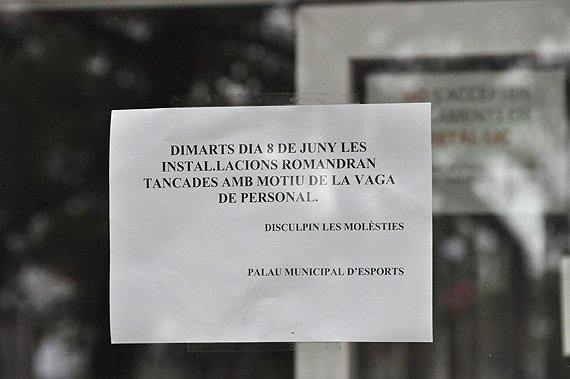 DIMARTS DIA 8 DE JUNY LES
INSTAL.LACIONS ROMANDRAN
TANCADES AMB MOTIU DE LA VAGA
DE PERSONAL.
DISCULPIN LES MOLÈSTIES
PALAU MUNICIPAL D'ESPORTS